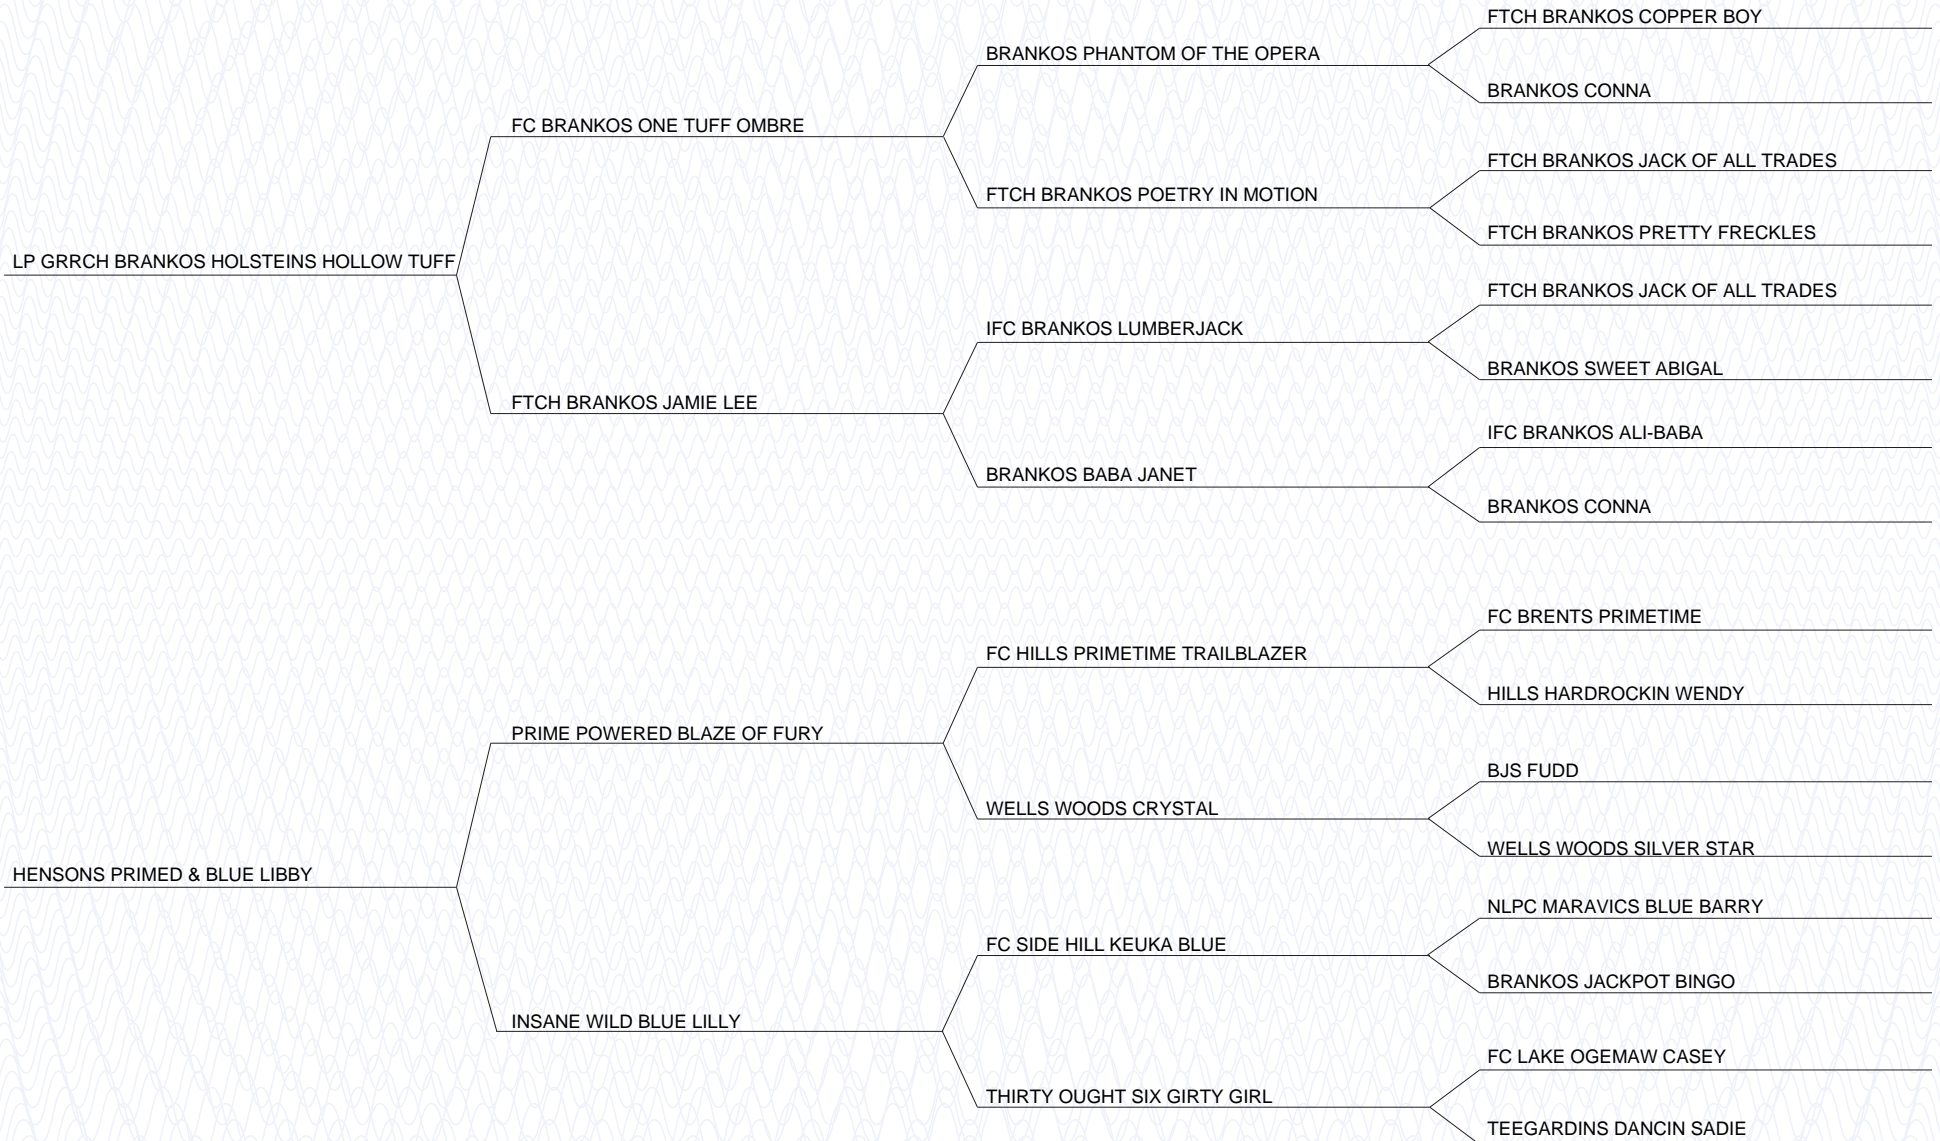 FTCH BRANKOS COPPER BOY
BRANKOS PHANTOM OF THE OPERA
BRANKOS CONNA
FC BRANKOS ONE TUFF OMBRE
FTCH BRANKOS JACK OF ALL TRADES
FTCH BRANKOS POETRY IN MOTION
FTCH BRANKOS PRETTY FRECKLES
LP GRRCH BRANKOS HOLSTEINS HOLLOW TUFF
FTCH BRANKOS JACK OF ALL TRADES
IFC BRANKOS LUMBERJACK
BRANKOS SWEET ABIGAL
FTCH BRANKOS JAMIE LEE
IFC BRANKOS ALI-BABA
BRANKOS BABA JANET
BRANKOS CONNA
FC BRENTS PRIMETIME
FC HILLS PRIMETIME TRAILBLAZER
HILLS HARDROCKIN WENDY
PRIME POWERED BLAZE OF FURY
BJS FUDD
WELLS WOODS CRYSTAL
WELLS WOODS SILVER STAR
HENSONS PRIMED & BLUE LIBBY
NLPC MARAVICS BLUE BARRY
FC SIDE HILL KEUKA BLUE
BRANKOS JACKPOT BINGO
INSANE WILD BLUE LILLY
FC LAKE OGEMAW CASEY
THIRTY OUGHT SIX GIRTY GIRL
TEEGARDINS DANCIN SADIE